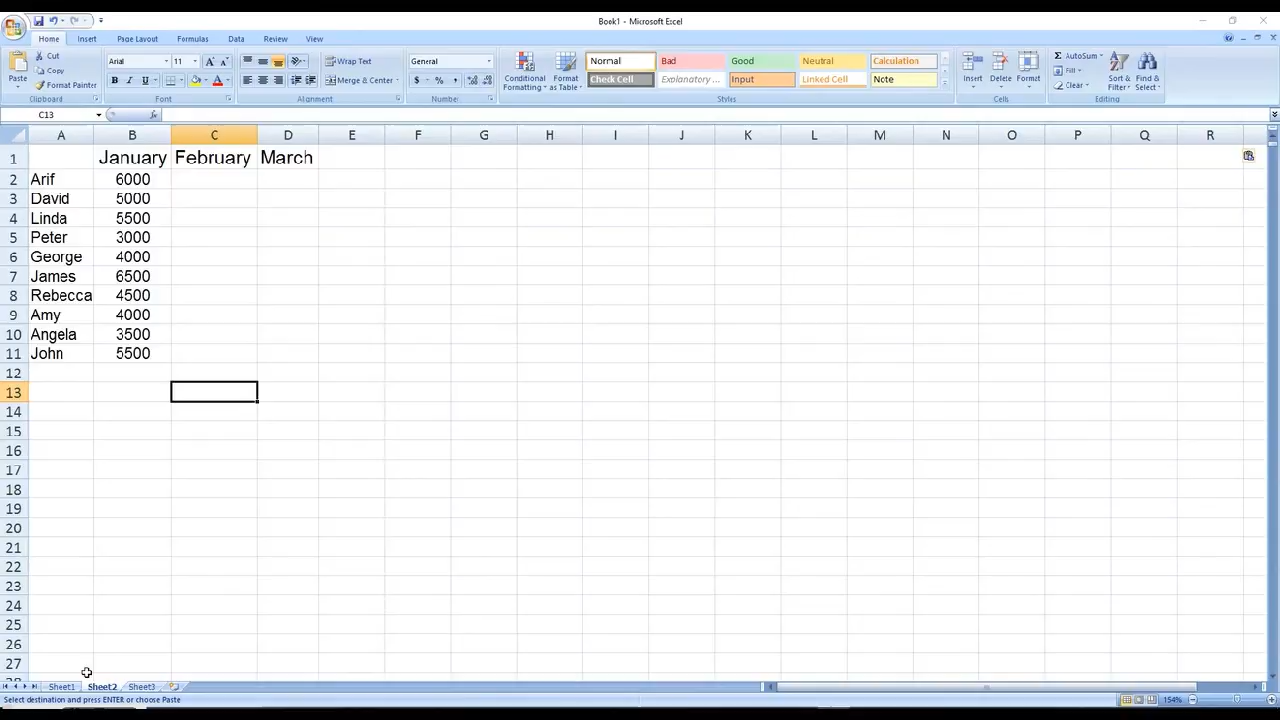 Book1 - Microsoft Excel
Home Insert Page Layout Formulas Data Review View
Paste
Cut
Copy
Format Painter
Clipboard
Arial 11
B I U
A A
Font
Wrap Text
Merge & Center
Alignment
General
$ % ,
Number
Conditional Formatting
Format as Table
Normal Bad Good Neutral Calculation
Check Cell Explanatory ... Input Linked Cell Note
Styles
Insert Delete Format
Cells
AutoSum
Fill
Clear
Sort & Filter
Find & Select
Editing
C13 fx
A B C D E F G H I J K L M N O P Q R
1 January February March
2 Arif 6000
3 David 5000
4 Linda 5500
5 Peter 3000
6 George 4000
7 James 6500
8 Rebecca 4500
9 Amy 4000
10 Angela 3500
11 John 5500
12
13
14
15
16
17
18
19
20
21
22
23
24
25
26
27
Sheet1 Sheet2 Sheet3
Select destination and press ENTER or choose Paste 154%